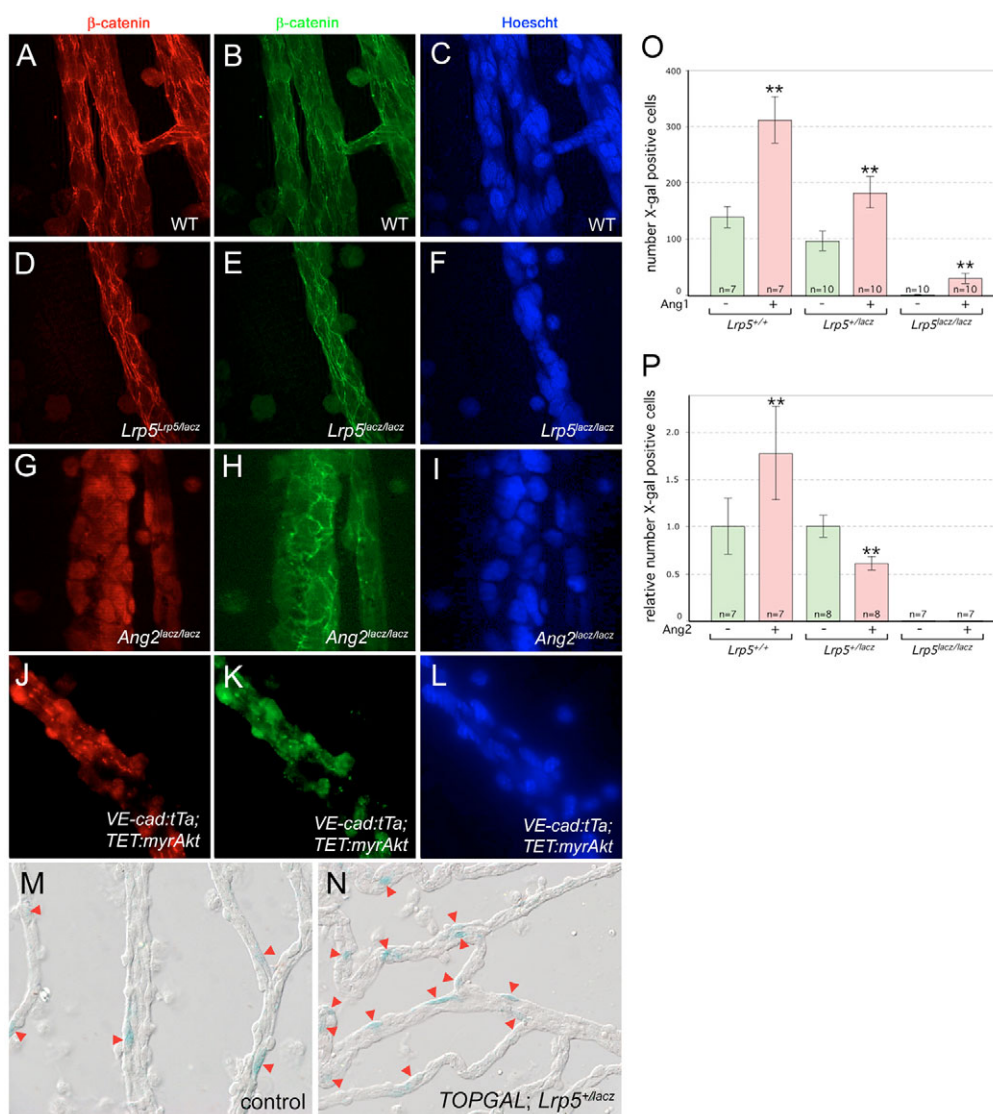 β-catenin
β-catenin
Hoescht
A
B
C
WT
WT
WT
D
E
F
Lrp5Lrp5/lacz
Lrp5lacz/lacz
Lrp5lacz/lacz
G
H
I
Ang2lacz/lacz
Ang2lacz/lacz
Ang2lacz/lacz
J
K
L
VE-cad:tTa;
TET:myrAkt
VE-cad:tTa;
TET:myrAkt
VE-cad:tTa;
TET:myrAkt
M
N
control
TOPGAL; Lrp5+/lacz
O
number X-gal positive cells
400
300
200
100
0
**
**
**
n=7
n=7
n=10
n=10
n=10
n=10
Ang1
- + - + - +
Lrp5+/+
Lrp5+/lacz
Lrp5lacz/lacz
P
relative number X-gal positive cells
2.0
1.5
1.0
0.5
0
**
**
n=7
n=7
n=8
n=8
n=7
n=7
Ang2
- + - + - +
Lrp5+/+
Lrp5+/lacz
Lrp5lacz/lacz